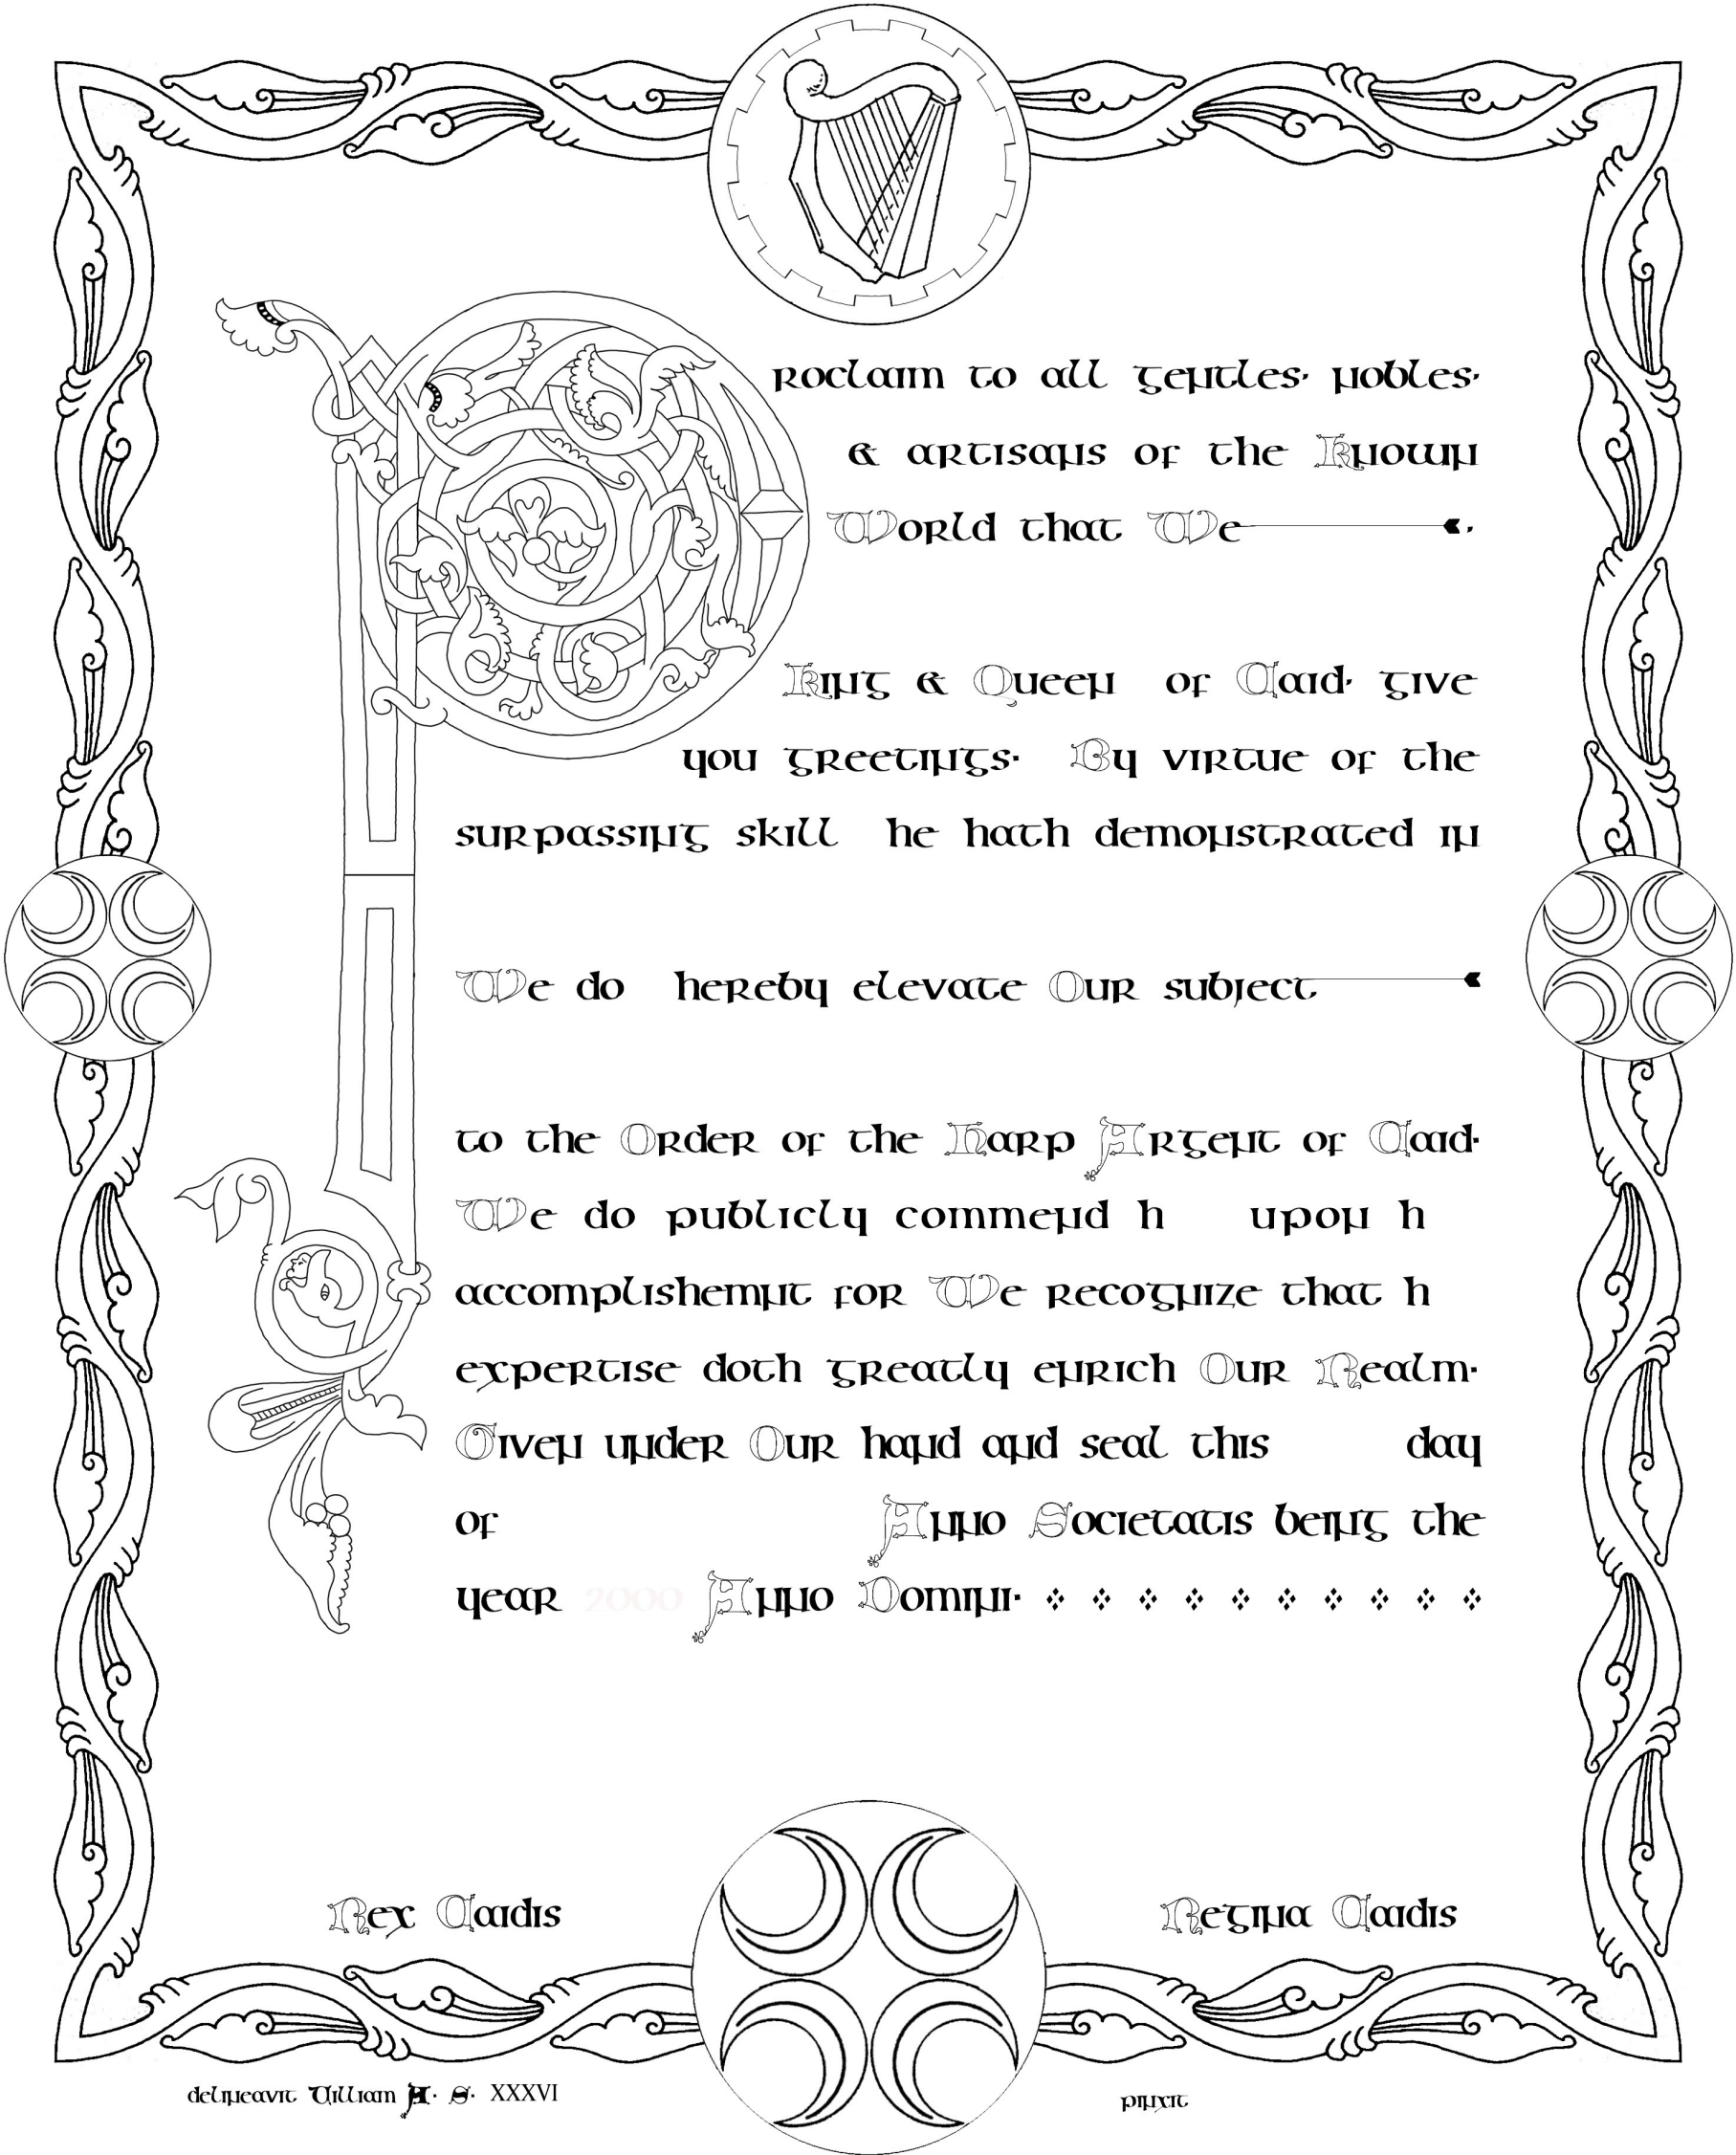 Proclaim to all gentles, nobles,
& artisans of the Known
World that We
King & Queen of Caid, give
you greetings. By virtue of the
surpassing skill he hath demonstrated in
We do hereby elevate Our subject
to the Order of the Harp Argent of Caid.
We do publicly commend h upon h
accomplishemnt for We recognize that h
expertise doth greatly enrich Our Realm.
Given under Our hand and seal this day
of Anno Societatis being the
year 2000 Anno Domini.
Rex Caidis Regina Caidis
delineavit William A. S. XXXVI pinxit